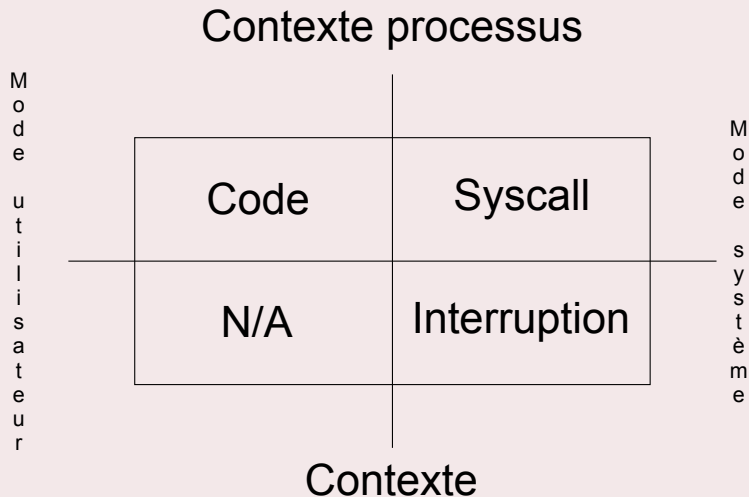 Contexte processus
Mode utilisateur
Mode système
Code
Syscall
N/A
Interruption
Contexte